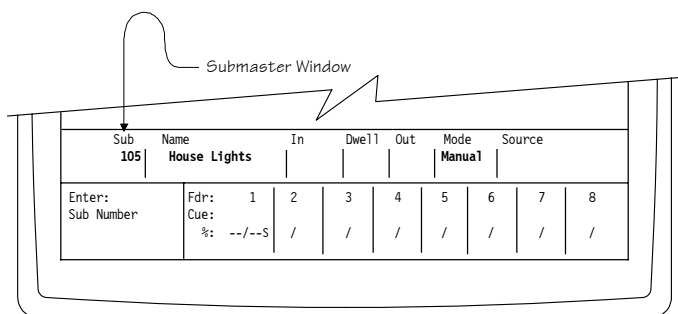 Submaster Window
Sub Name In Dwell Out Mode Source
105 House Lights Manual
Enter: Fdr: 1 2 3 4 5 6 7 8
Sub Number Cue:
%: --/--S / / / / / / /